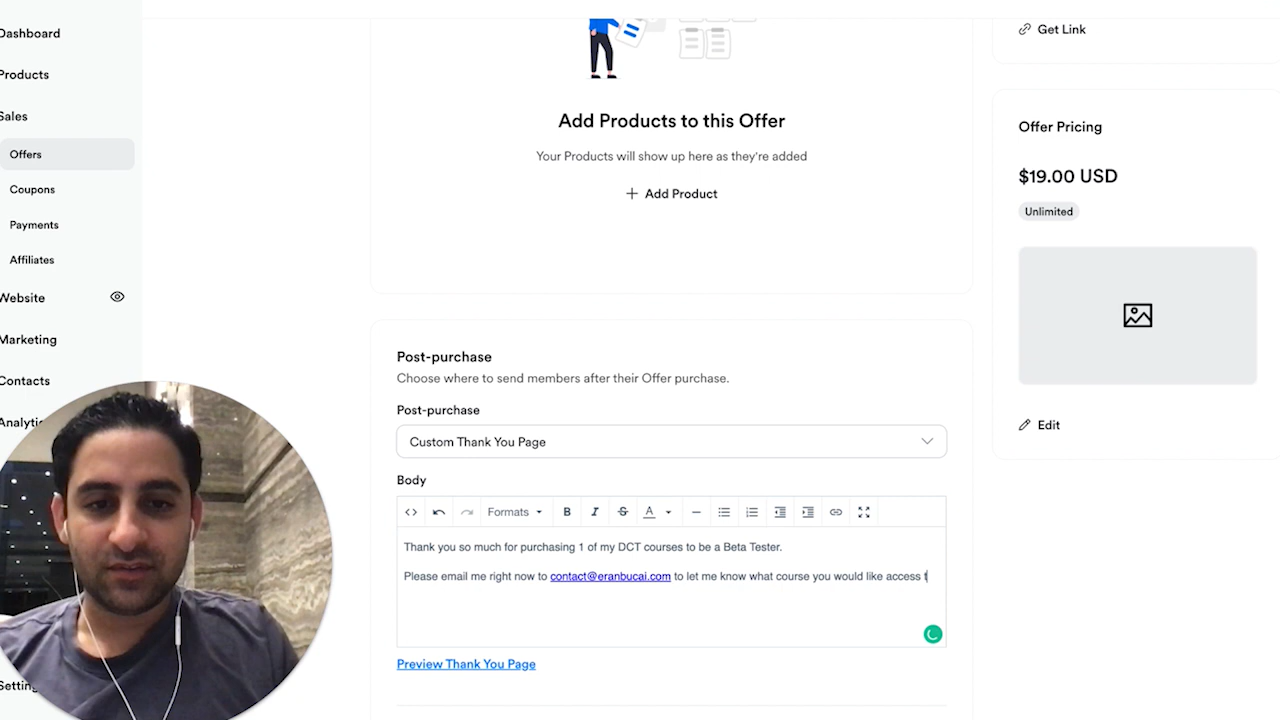 Dashboard
Products
Sales
Offers
Coupons
Payments
Affiliates
Website
Marketing
Contacts
Analytic
Setting
Add Products to this Offer
Your Products will show up here as they're added
Add Product
Post-purchase
Choose where to send members after their Offer purchase.
Post-purchase
Custom Thank You Page
Body
Formats B I S A
Thank you so much for purchasing 1 of my DCT courses to be a Beta Tester.
Please email me right now to contact@eranbucai.com to let me know what course you would like access t
Preview Thank You Page
Get Link
Offer Pricing
$19.00 USD
Unlimited
Edit